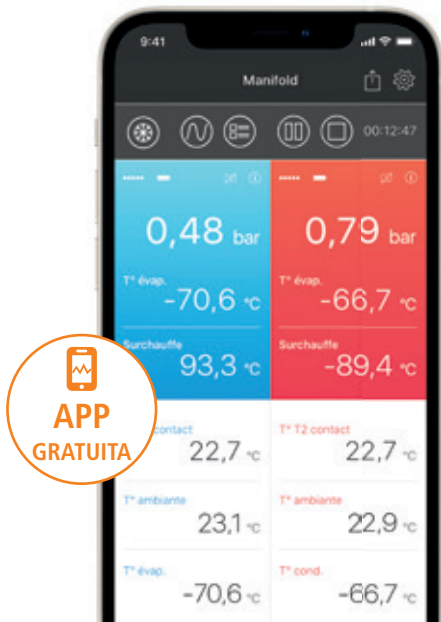 9:41
Manifold
00:12:47
0,48 bar
0,79 bar
T° évap.
-70,6 °C
T° évap.
-66,7 °C
Surchauffe
93,3 °C
Surchauffe
-89,4 °C
APP
GRATUITA
contact
22,7 °C
T° T2 contact
22,7 °C
T° ambiante
23,1 °C
T° ambiante
22,9 °C
T° évap.
-70,6 °C
T° cond.
-66,7 °C